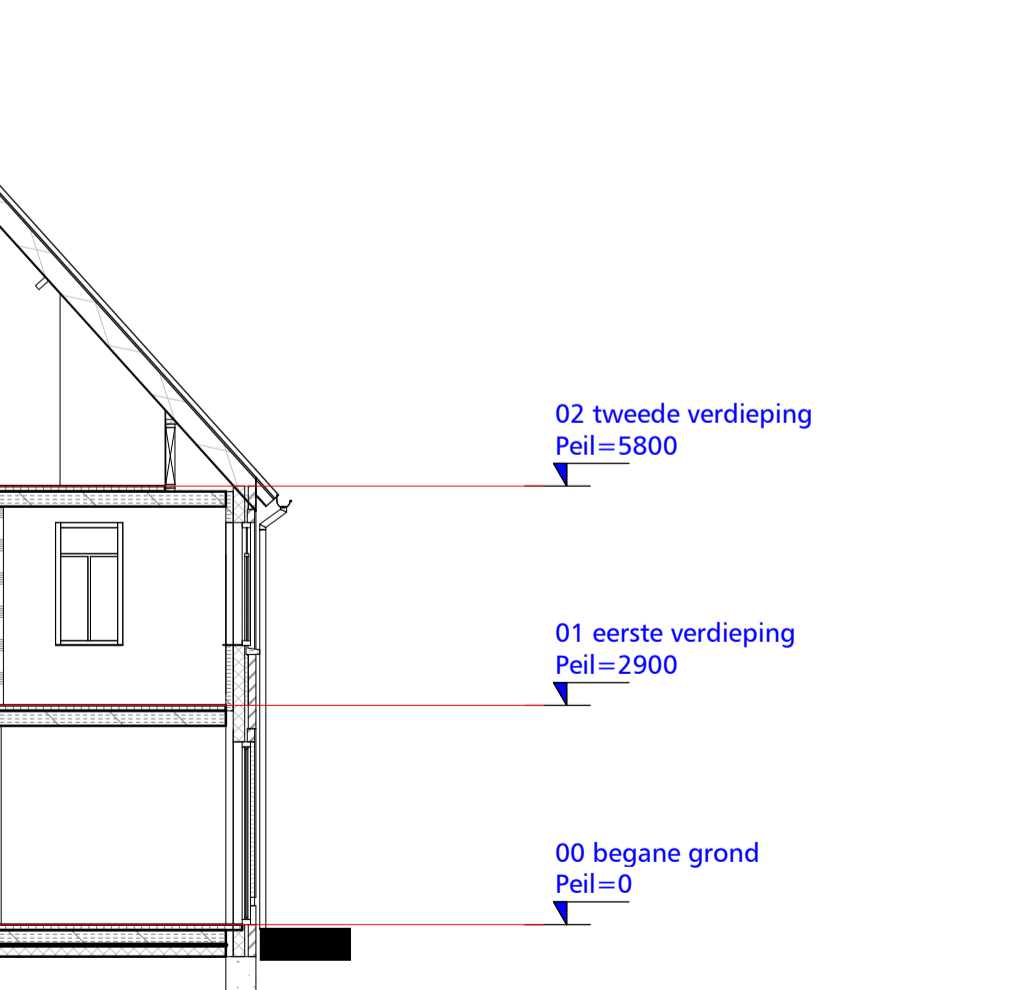 02 tweede verdieping
Peil=5800
01 eerste verdieping
Peil=2900
00 begane grond
Peil=0